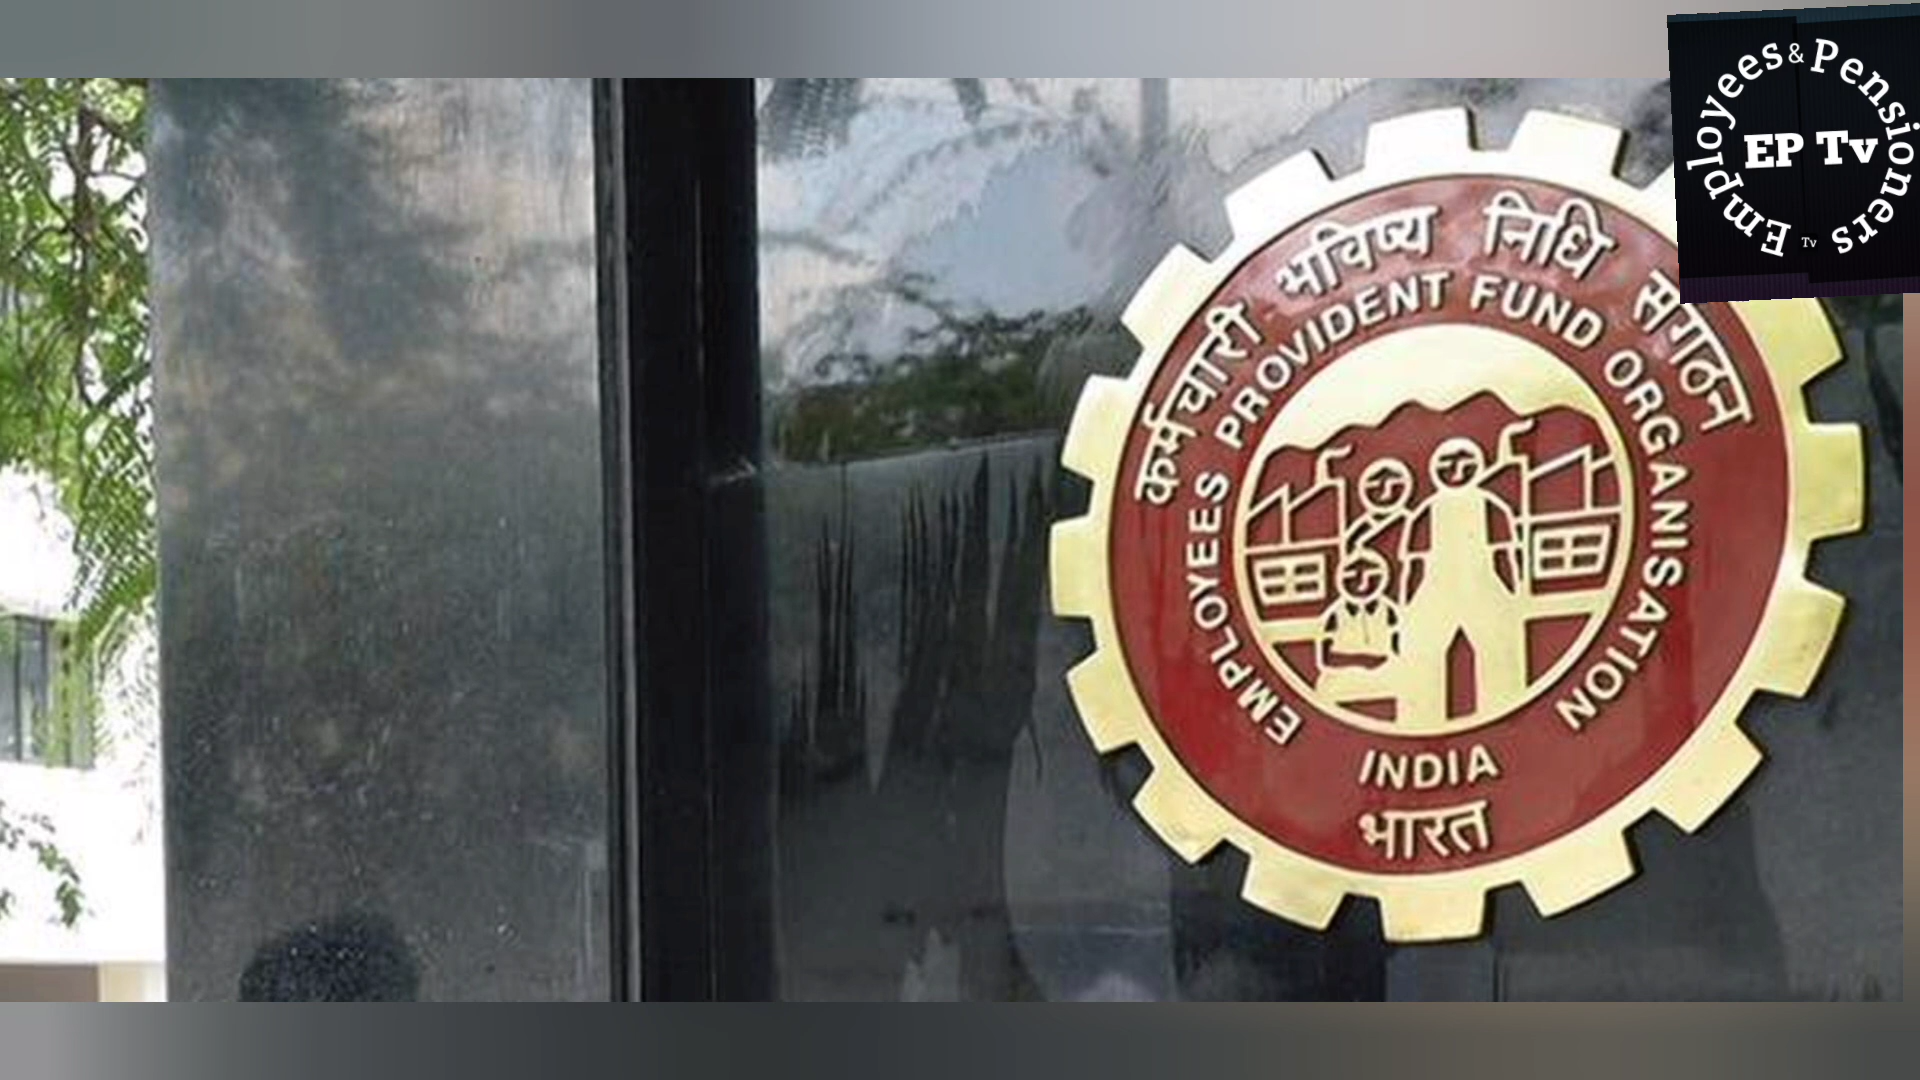 कर्मचारी भविष्य निधि संगठन
EMPLOYEES PROVIDENT FUND ORGANISATION
INDIA
भारत
Employees & Pensioners Tv
EP Tv